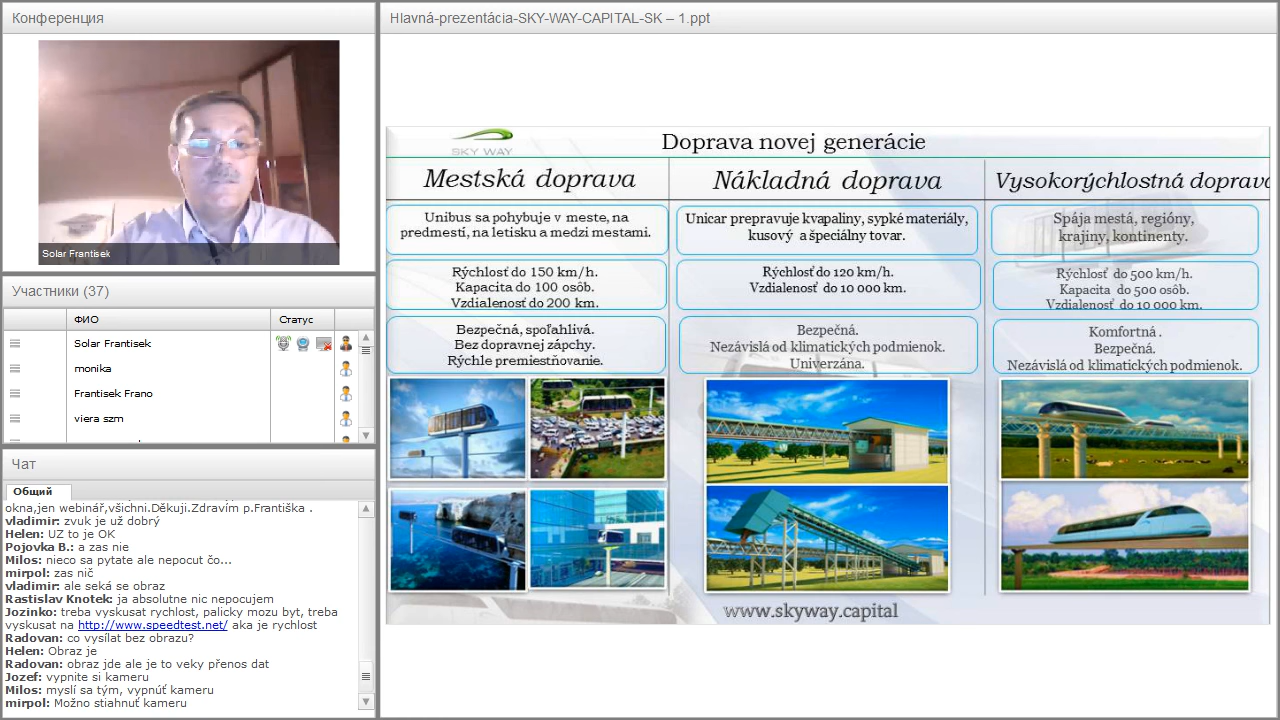 Конференция
Solar Frantisek
Участники (37)
ФИО
Статус
Solar Frantisek
monika
Frantisek Frano
viera szm
Чат
Общий
okna,jen webinář,všichni.Děkuji.Zdravím p.Františka .
vladimir: zvuk je už dobrý
Helen: UZ to je OK
Pojovka B.: a zas nie
Milos: nieco sa pytate ale nepocut čo...
mirpol: zas nič
vladimir: ale seká se obraz
Rastislav Knotek: ja absolutne nic nepocujem
Jozinko: treba vyskusat rychlost, palicky mozu byt, treba
vyskusat na http://www.speedtest.net/ aka je rychlost
Radovan: co vysílat bez obrazu?
Helen: Obraz je
Radovan: obraz jde ale je to veky přenos dat
Jozef: vypnite si kameru
Milos: myslí sa tým, vypnúť kameru
mirpol: Možno stiahnuť kameru
Hlavná-prezentácia-SKY-WAY-CAPITAL-SK – 1.ppt
SKY WAY
Doprava novej generácie
Mestská doprava
Unibus sa pohybuje v meste, na
predmestí, na letisku a medzi mestami.
Rýchlosť do 150 km/h.
Kapacita do 100 osôb.
Vzdialenosť do 200 km.
Bezpečná, spoľahlivá.
Bez dopravnej zápchy.
Rýchle premiestňovanie.
Nákladná doprava
Unicar prepravuje kvapaliny, sypké materiály,
kusový a špeciálny tovar.
Rýchlosť do 120 km/h.
Vzdialenosť do 10 000 km.
Bezpečná.
Nezávislá od klimatických podmienok.
Univerzána.
Vysokorýchlostná doprava
Spája mestá, regióny,
krajiny, kontinenty.
Rýchlosť do 500 km/h.
Kapacita do 500 osôb.
Vzdialenosť do 10 000 km.
Komfortná .
Bezpečná.
Nezávislá od klimatických podmienok.
www.skyway.capital